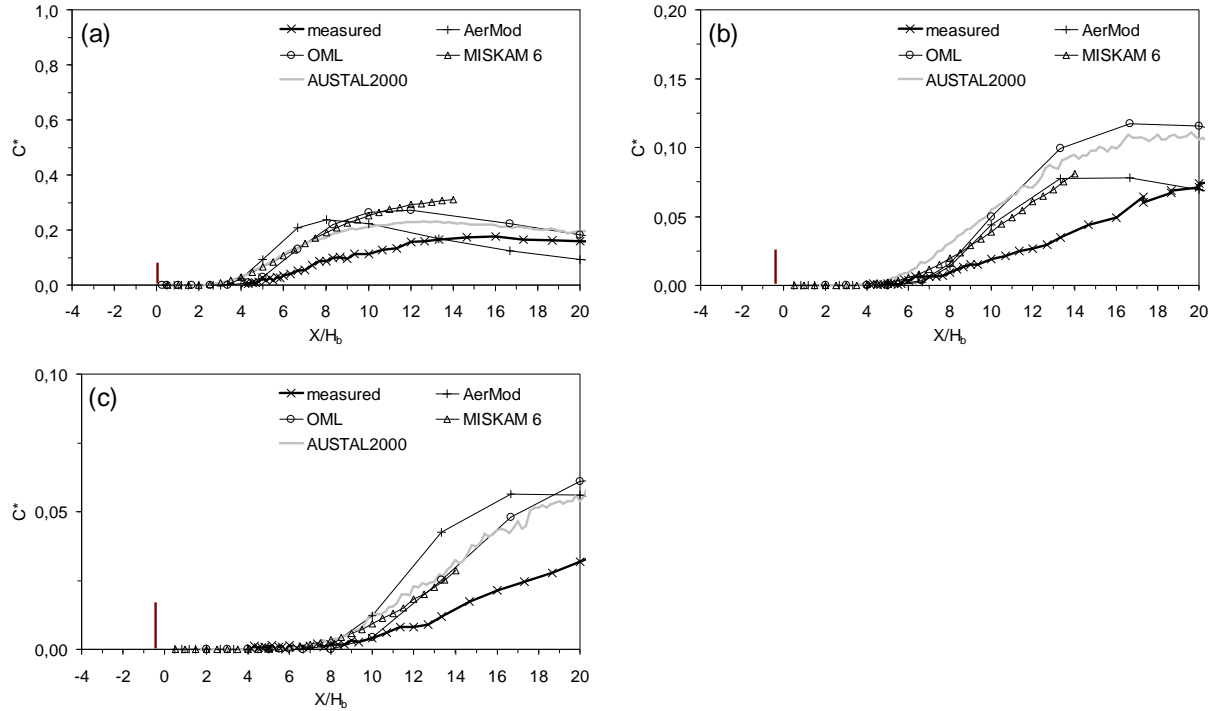 (a)
measured
AerMod
OML
MISKAM 6
AUSTAL2000
1,0
0,8
0,6
0,4
0,2
0,0
C*
-4 -2 0 2 4 6 8 10 12 14 16 18 20
X/Hb
(b)
measured
AerMod
OML
MISKAM 6
AUSTAL2000
0,20
0,15
0,10
0,05
0,00
C*
-4 -2 0 2 4 6 8 10 12 14 16 18 20
X/Hb
(c)
measured
AerMod
OML
MISKAM 6
AUSTAL2000
0,10
0,05
0,00
C*
-4 -2 0 2 4 6 8 10 12 14 16 18 20
X/Hb